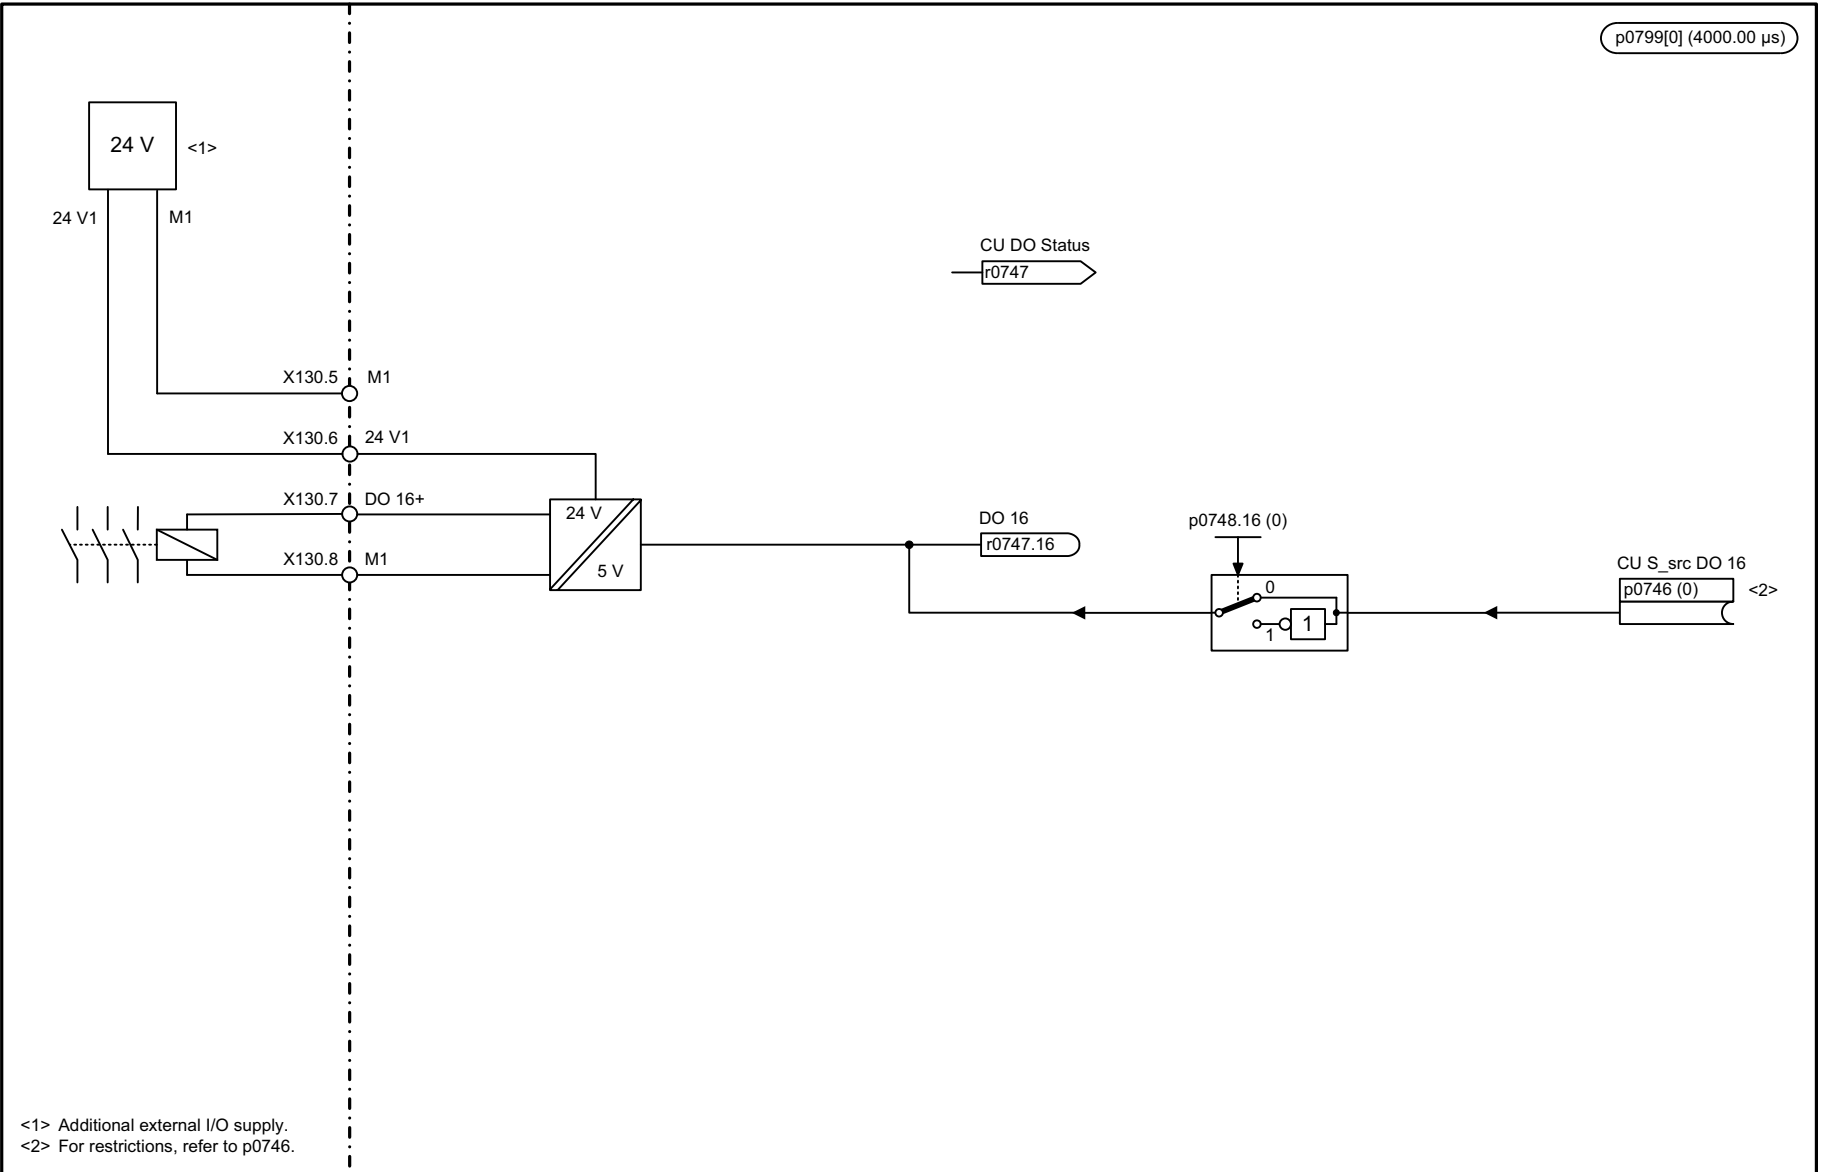 p0799[0] (4000.00 µs)
24 V
<1>
24 V1
M1
CU DO Status
r0747
X130.5
M1
X130.6
24 V1
X130.7
DO 16+
24 V
5 V
X130.8
M1
DO 16
r0747.16
p0748.16 (0)
0
1
1
CU S_src DO 16
p0746 (0)
<2>
<1> Additional external I/O supply.
<2> For restrictions, refer to p0746.